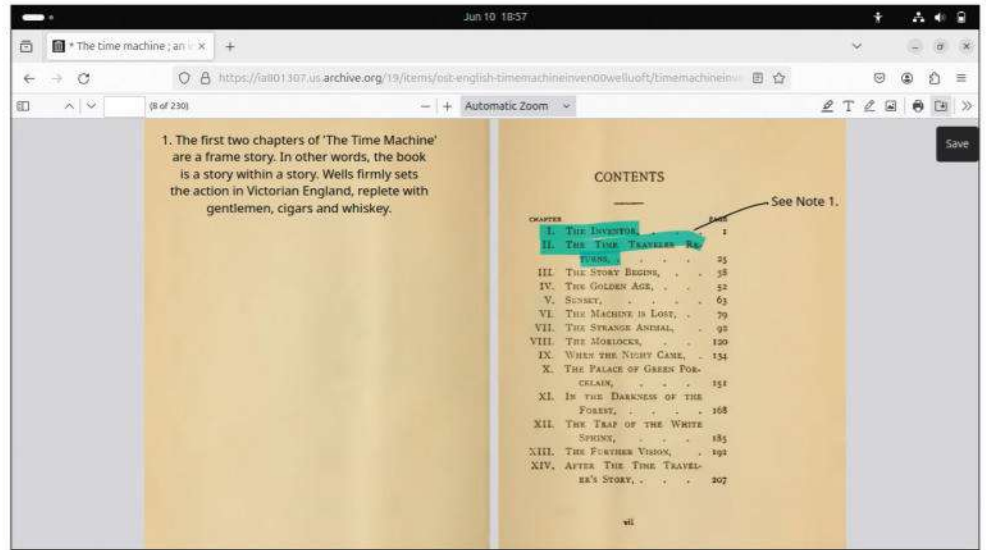 Jun 10 18:57
* The time machine ; an i
https://ia801307.us.archive.org/19/items/ost-english-timemachineinven00welluoft/timemachineinve
(8 of 230)
Automatic Zoom
Save
1. The first two chapters of 'The Time Machine'
are a frame story. In other words, the book
is a story within a story. Wells firmly sets
the action in Victorian England, replete with
gentlemen, cigars and whiskey.
CONTENTS
See Note 1.
CHAPTER PAGE
I. THE INVENTOR, . . . 1
II. THE TIME TRAVELER RE-
TURNS, . . . . . 25
III. THE STORY BEGINS, . . 38
IV. THE GOLDEN AGE, . . . 52
V. SUNSET, . . . . . 63
VI. THE MACHINE IS LOST, . 79
VII. THE STRANGE ANIMAL, . . 92
VIII. THE MORLOCKS, . . . 120
IX. WHEN THE NIGHT CAME, . 134
X. THE PALACE OF GREEN POR-
CELAIN, . . . . 151
XI. IN THE DARKNESS OF THE
FOREST, . . . . . 168
XII. THE TRAP OF THE WHITE
SPHINX, . . . . 185
XIII. THE FURTHER VISION, . 192
XIV. AFTER THE TIME TRAVEL-
ER'S STORY, . . . . 207
vii